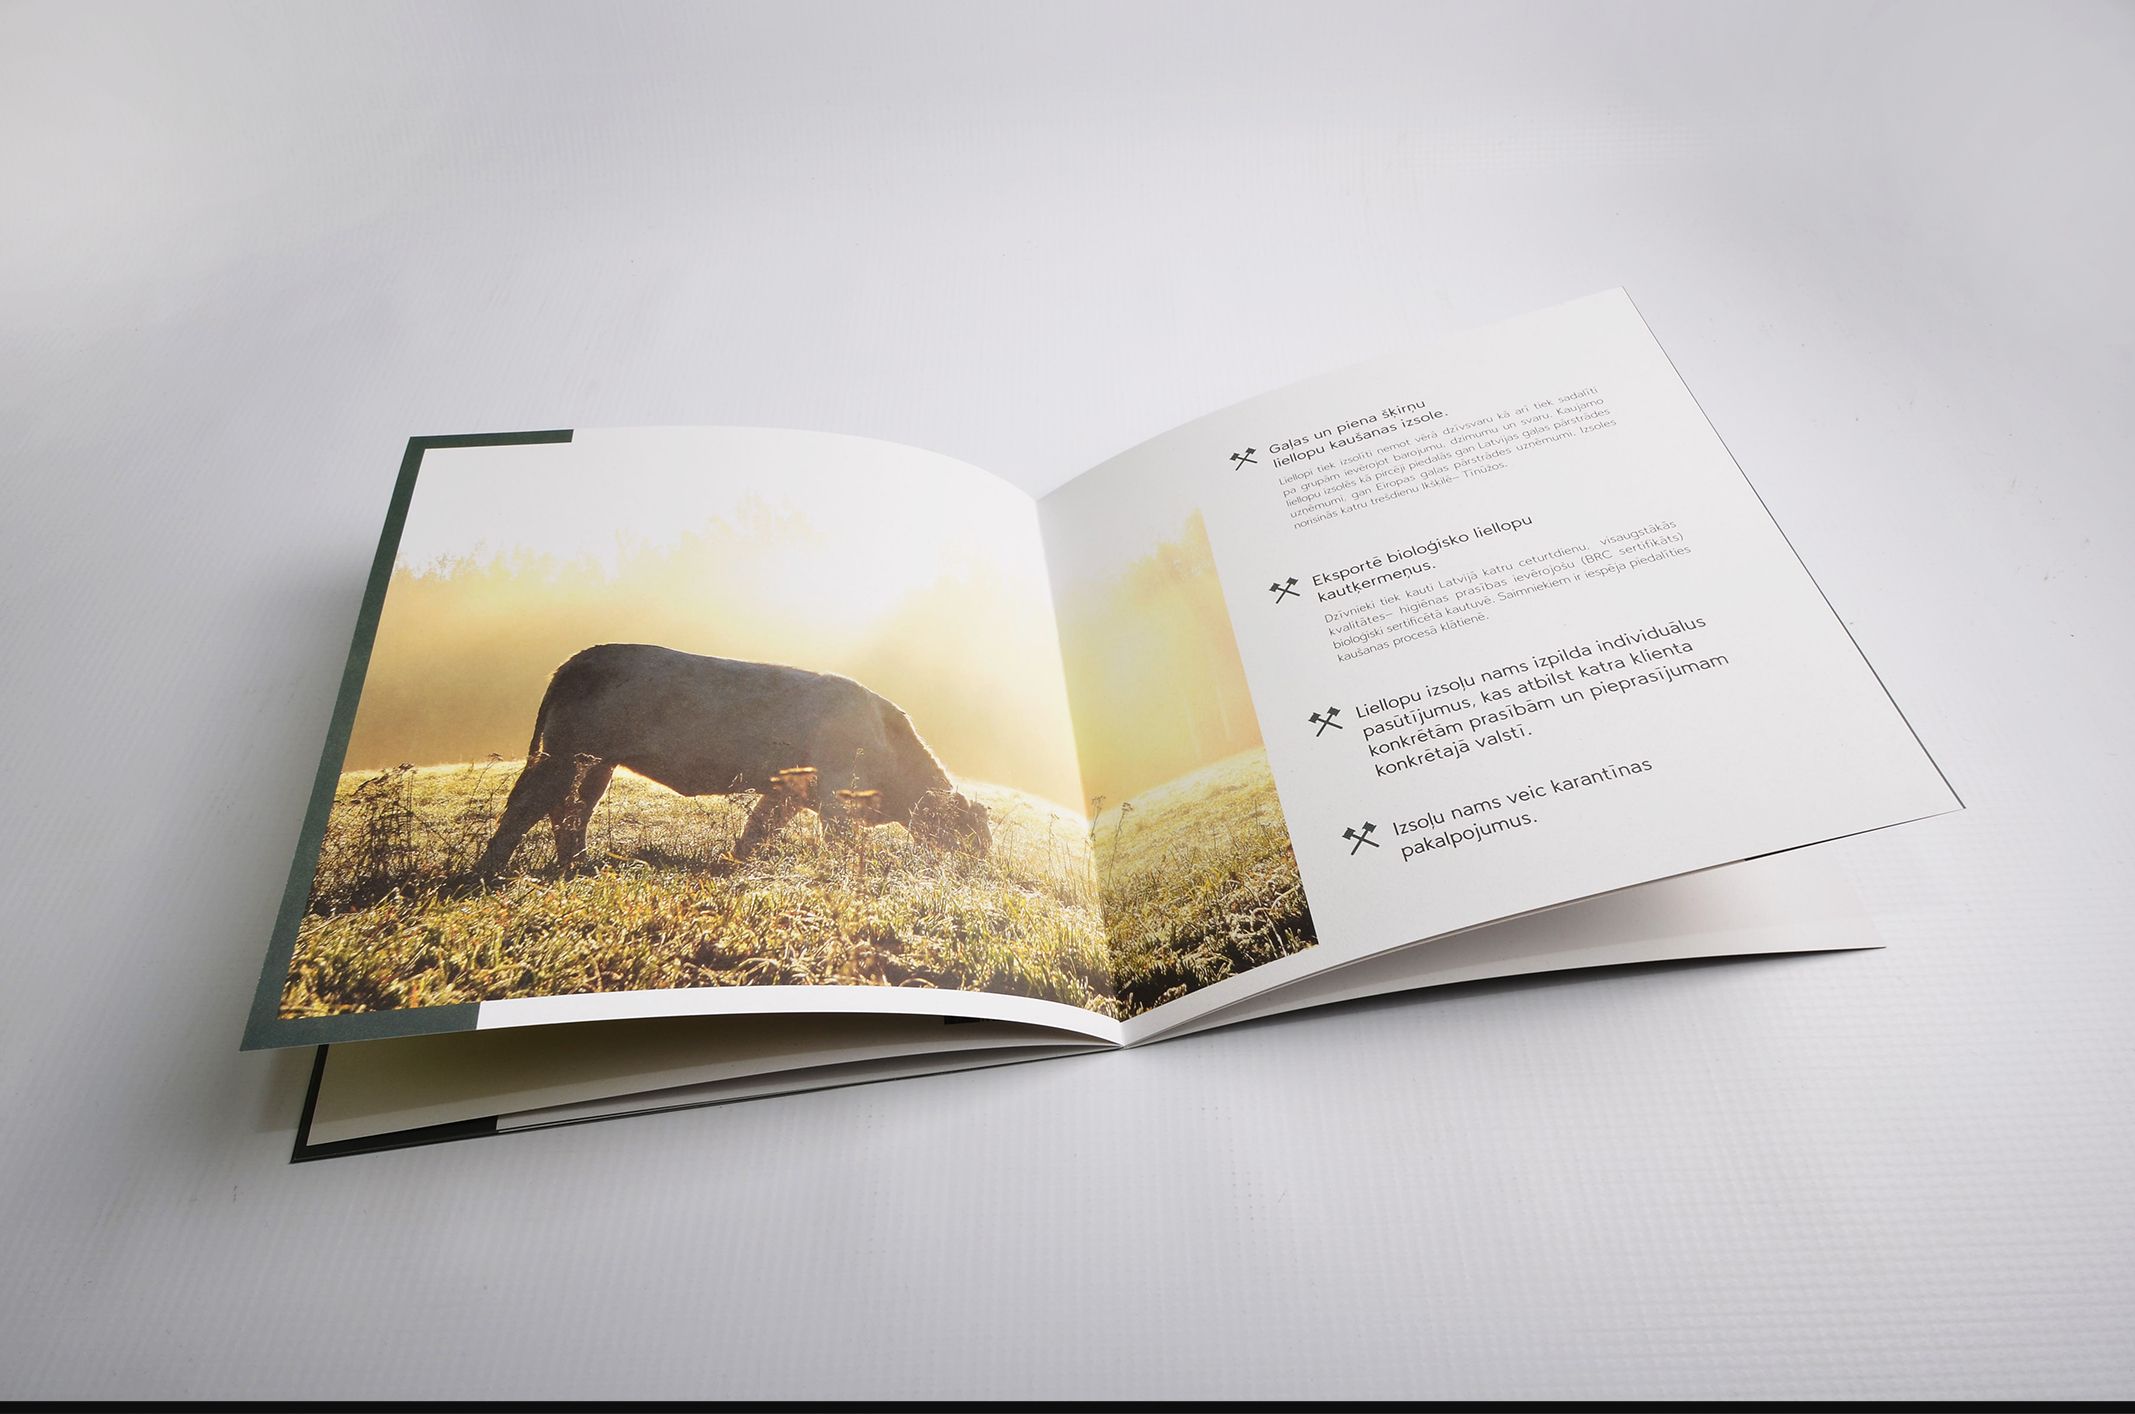 Gaļas un piena šķirņu
liellopu kaušanas izsole.
Liellopi tiek izsolīti ņemot vērā dzīvsvaru kā arī tiek sadalīti
pa grupām ievērojot barojumu, dzimumu un svaru. Kaujamo
liellopu izsolēs kā pircēji piedalās gan Latvijas gaļas pārstrādes
uzņēmumi, gan Eiropas gaļas pārstrādes uzņēmumi. Izsoles
norisinās katru trešdienu Ikšķilē– Tīnūžos.
Eksportē bioloģisko liellopu
kautķermeņus.
Dzīvnieki tiek kauti Latvijā katru ceturtdienu, visaugstākās
kvalitātes– higiēnas prasības ievērojošu (BRC sertifikāts)
bioloģiski sertificētā kautuvē. Saimniekiem ir iespēja piedalīties
kaušanas procesā klātienē.
Liellopu izsoļu nams izpilda individuālus
pasūtījumus, kas atbilst katra klienta
konkrētām prasībām un pieprasījumam
konkrētajā valstī.
Izsoļu nams veic karantīnas
pakalpojumus.